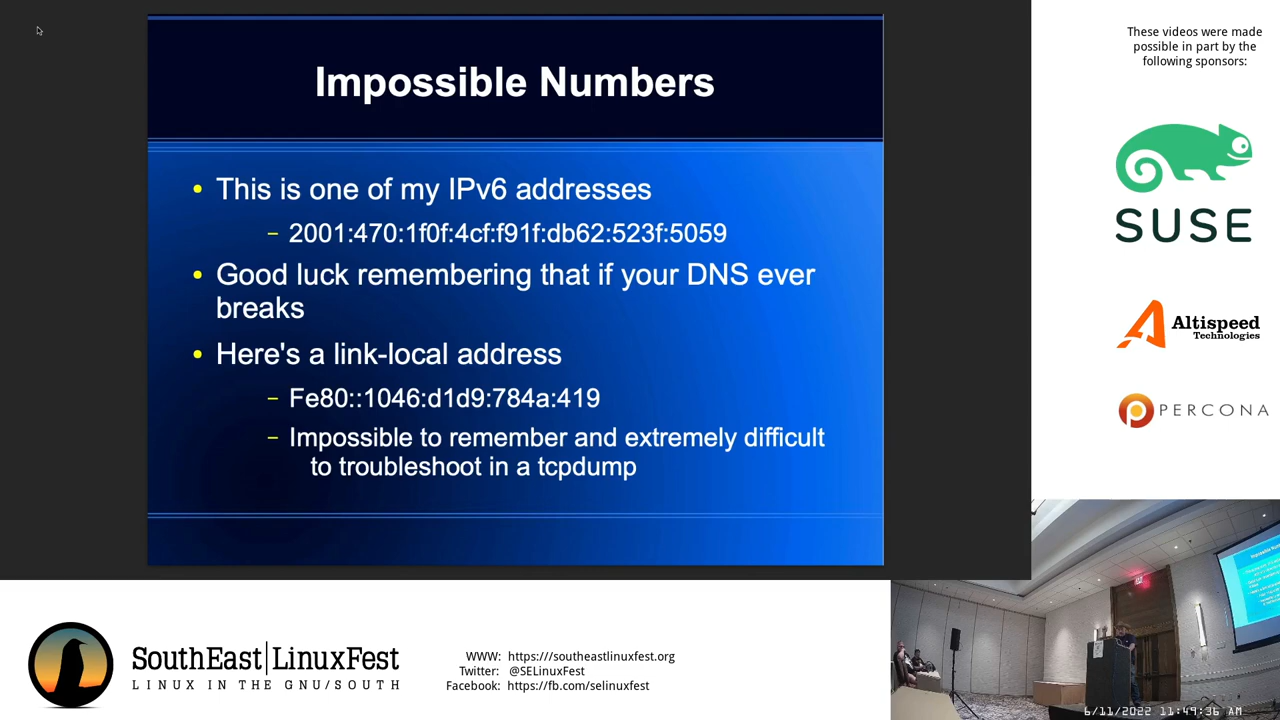 Impossible Numbers
• This is one of my IPv6 addresses
– 2001:470:1f0f:4cf:f91f:db62:523f:5059
• Good luck remembering that if your DNS ever
breaks
• Here's a link-local address
– Fe80::1046:d1d9:784a:419
– Impossible to remember and extremely difficult
to troubleshoot in a tcpdump
These videos were made
possible in part by the
following sponsors:
SUSE
Altispeed
Technologies
PERCONA
SouthEast|LinuxFest
LINUX IN THE GNU/SOUTH
WWW: https:///southeastlinuxfest.org
Twitter: @SELinuxFest
Facebook: https://fb.com/selinuxfest
6/11/2022 11:49:36 AM